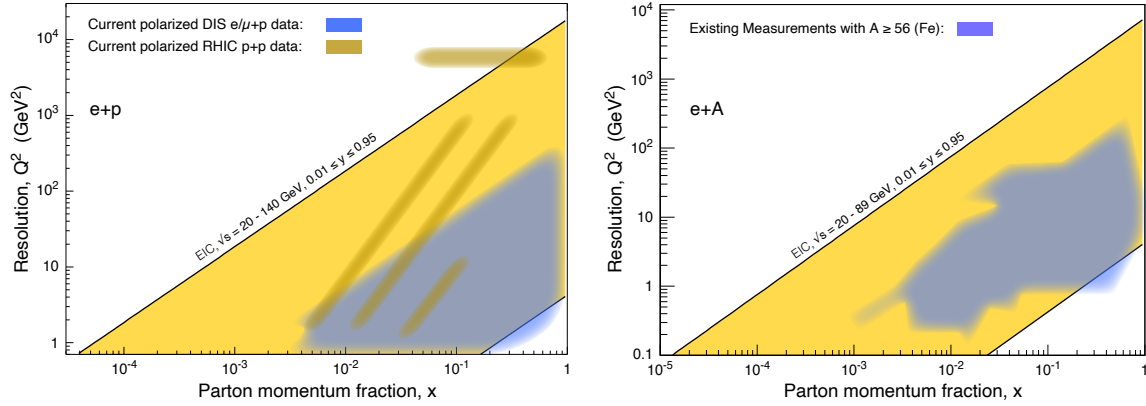 Current polarized DIS e/μ+p data:
Current polarized RHIC p+p data:
e+p
EIC, √s = 20 - 140 GeV, 0.01 ≤ y ≤ 0.95
Resolution, Q² (GeV²)
10⁴
10³
10²
10
1
10⁻⁴ 10⁻³ 10⁻² 10⁻¹ 1
Parton momentum fraction, x
Existing Measurements with A ≥ 56 (Fe):
e+A
EIC, √s = 20 - 89 GeV, 0.01 ≤ y ≤ 0.95
Resolution, Q² (GeV²)
10⁴
10³
10²
10
1
0.1
10⁻⁵ 10⁻⁴ 10⁻³ 10⁻² 10⁻¹ 1
Parton momentum fraction, x